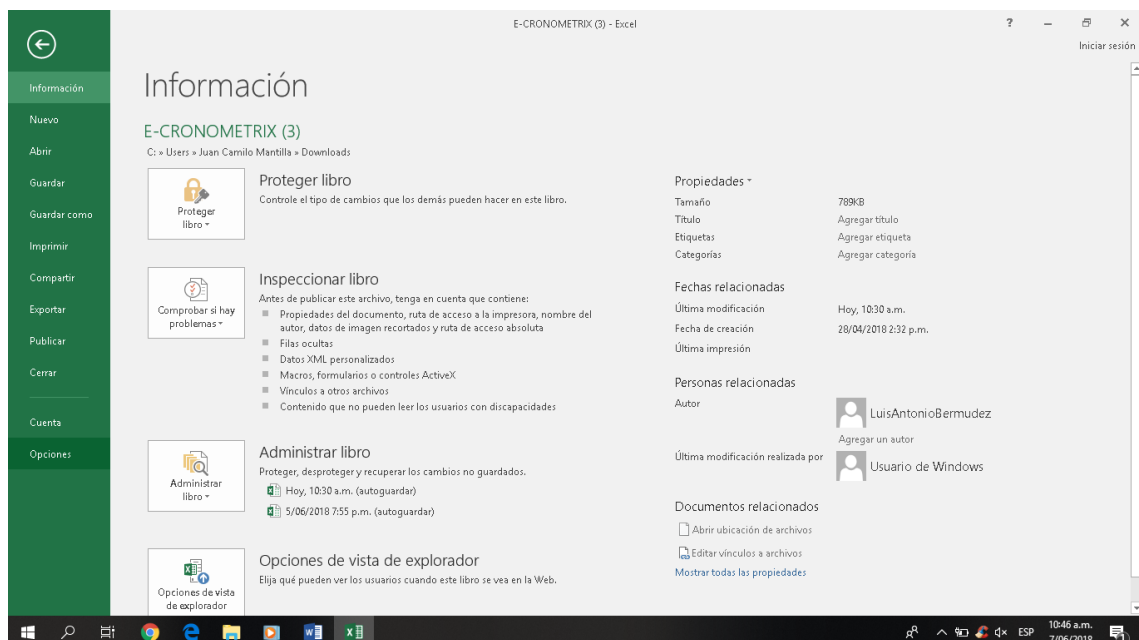 E-CRONOMETRIX (3) - Excel
?
Iniciar sesión
Información
Nuevo
Abrir
Guardar
Guardar como
Imprimir
Compartir
Exportar
Publicar
Cerrar
Cuenta
Opciones
Información
E-CRONOMETRIX (3)
C: » Users » Juan Camilo Mantilla » Downloads
Proteger
libro
Proteger libro
Controle el tipo de cambios que los demás pueden hacer en este libro.
Comprobar si hay
problemas
Inspeccionar libro
Antes de publicar este archivo, tenga en cuenta que contiene:
Propiedades del documento, ruta de acceso a la impresora, nombre del
autor, datos de imagen recortados y ruta de acceso absoluta
Filas ocultas
Datos XML personalizados
Macros, formularios o controles ActiveX
Vínculos a otros archivos
Contenido que no pueden leer los usuarios con discapacidades
Administrar
libro
Administrar libro
Proteger, desproteger y recuperar los cambios no guardados.
Hoy, 10:30 a.m. (autoguardar)
5/06/2018 7:55 p.m. (autoguardar)
Opciones de vista
de explorador
Opciones de vista de explorador
Elija qué pueden ver los usuarios cuando este libro se vea en la Web.
Propiedades
Tamaño 789KB
Título Agregar título
Etiquetas Agregar etiqueta
Categorías Agregar categoría
Fechas relacionadas
Última modificación Hoy, 10:30 a.m.
Fecha de creación 28/04/2018 2:32 p.m.
Última impresión
Personas relacionadas
Autor LuisAntonioBermudez
Agregar un autor
Última modificación realizada por Usuario de Windows
Documentos relacionados
Abrir ubicación de archivos
Editar vínculos a archivos
Mostrar todas las propiedades
ESP
10:46 a.m.
7/06/2018